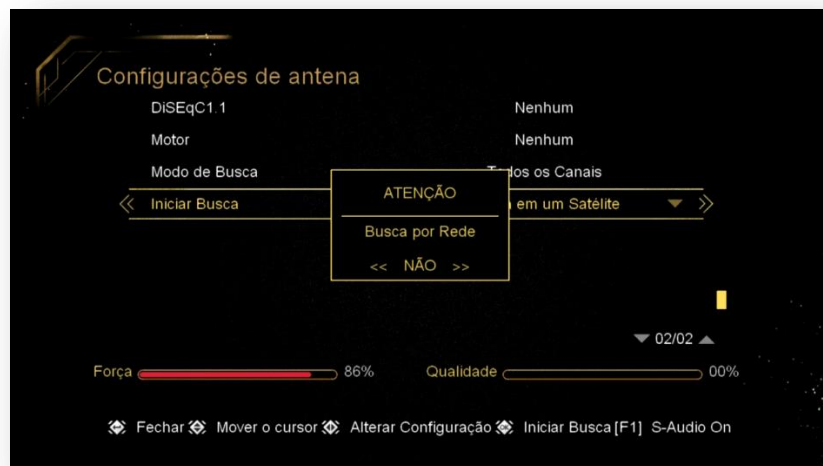 Configurações de antena
DiSEqC1.1 Nenhum
Motor Nenhum
Modo de Busca Todos os Canais
ATENÇÃO
Iniciar Busca em um Satélite
Busca por Rede
<< NÃO >>
02/02
Força 86% Qualidade 00%
Fechar Mover o cursor Alterar Configuração Iniciar Busca [F1] S-Audio On